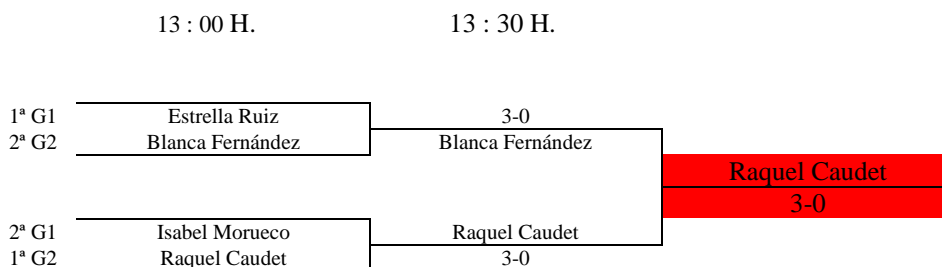 13 : 00 H. 13 : 30 H.
1ª G1 Estrella Ruiz 3-0
2ª G2 Blanca Fernández Blanca Fernández
Raquel Caudet
3-0
2ª G1 Isabel Morueco Raquel Caudet
1ª G2 Raquel Caudet 3-0